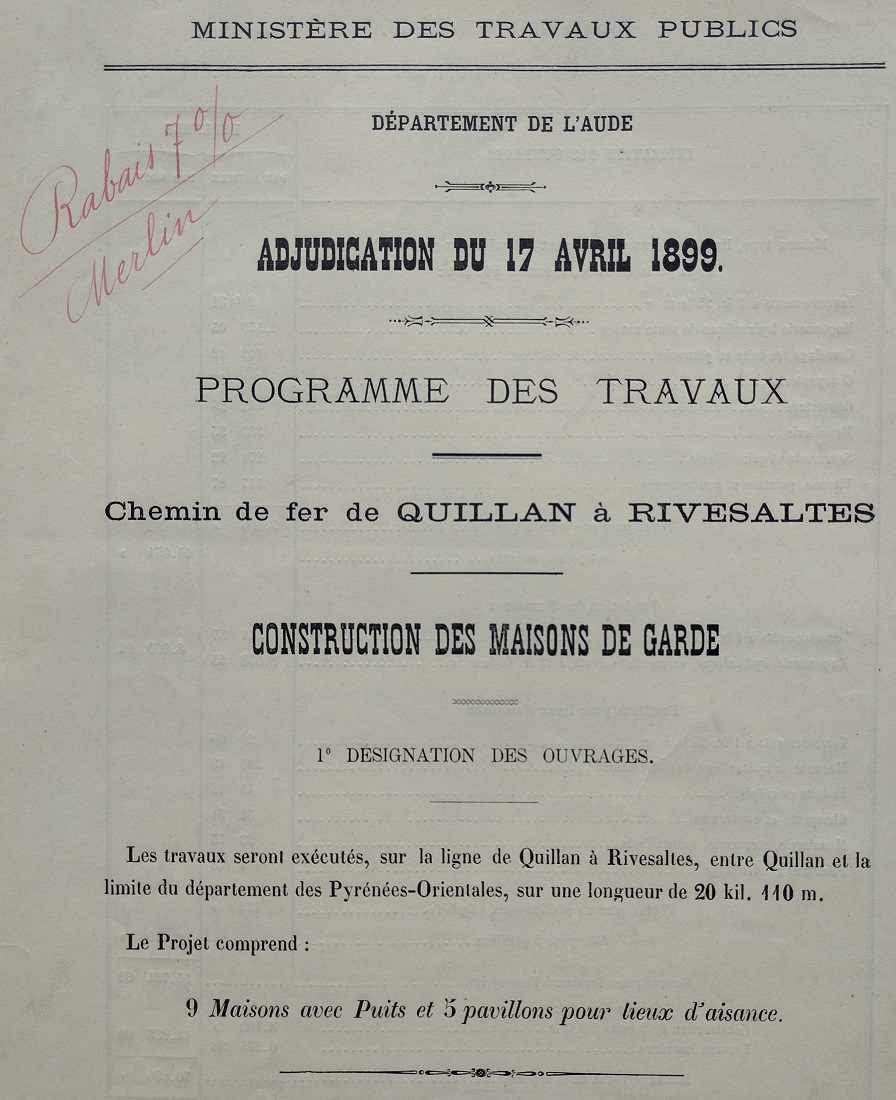 MINISTÈRE DES TRAVAUX PUBLICS
DÉPARTEMENT DE L'AUDE
Rabais 7 %
Merlin
ADJUDICATION DU 17 AVRIL 1899.
PROGRAMME DES TRAVAUX
Chemin de fer de QUILLAN à RIVESALTES
CONSTRUCTION DES MAISONS DE GARDE
1° DÉSIGNATION DES OUVRAGES.
Les travaux seront exécutés, sur la ligne de Quillan à Rivesaltes, entre Quillan et la
limite du département des Pyrénées-Orientales, sur une longueur de 20 kil. 110 m.
Le Projet comprend :
9 Maisons avec Puits et 5 pavillons pour lieux d'aisance.